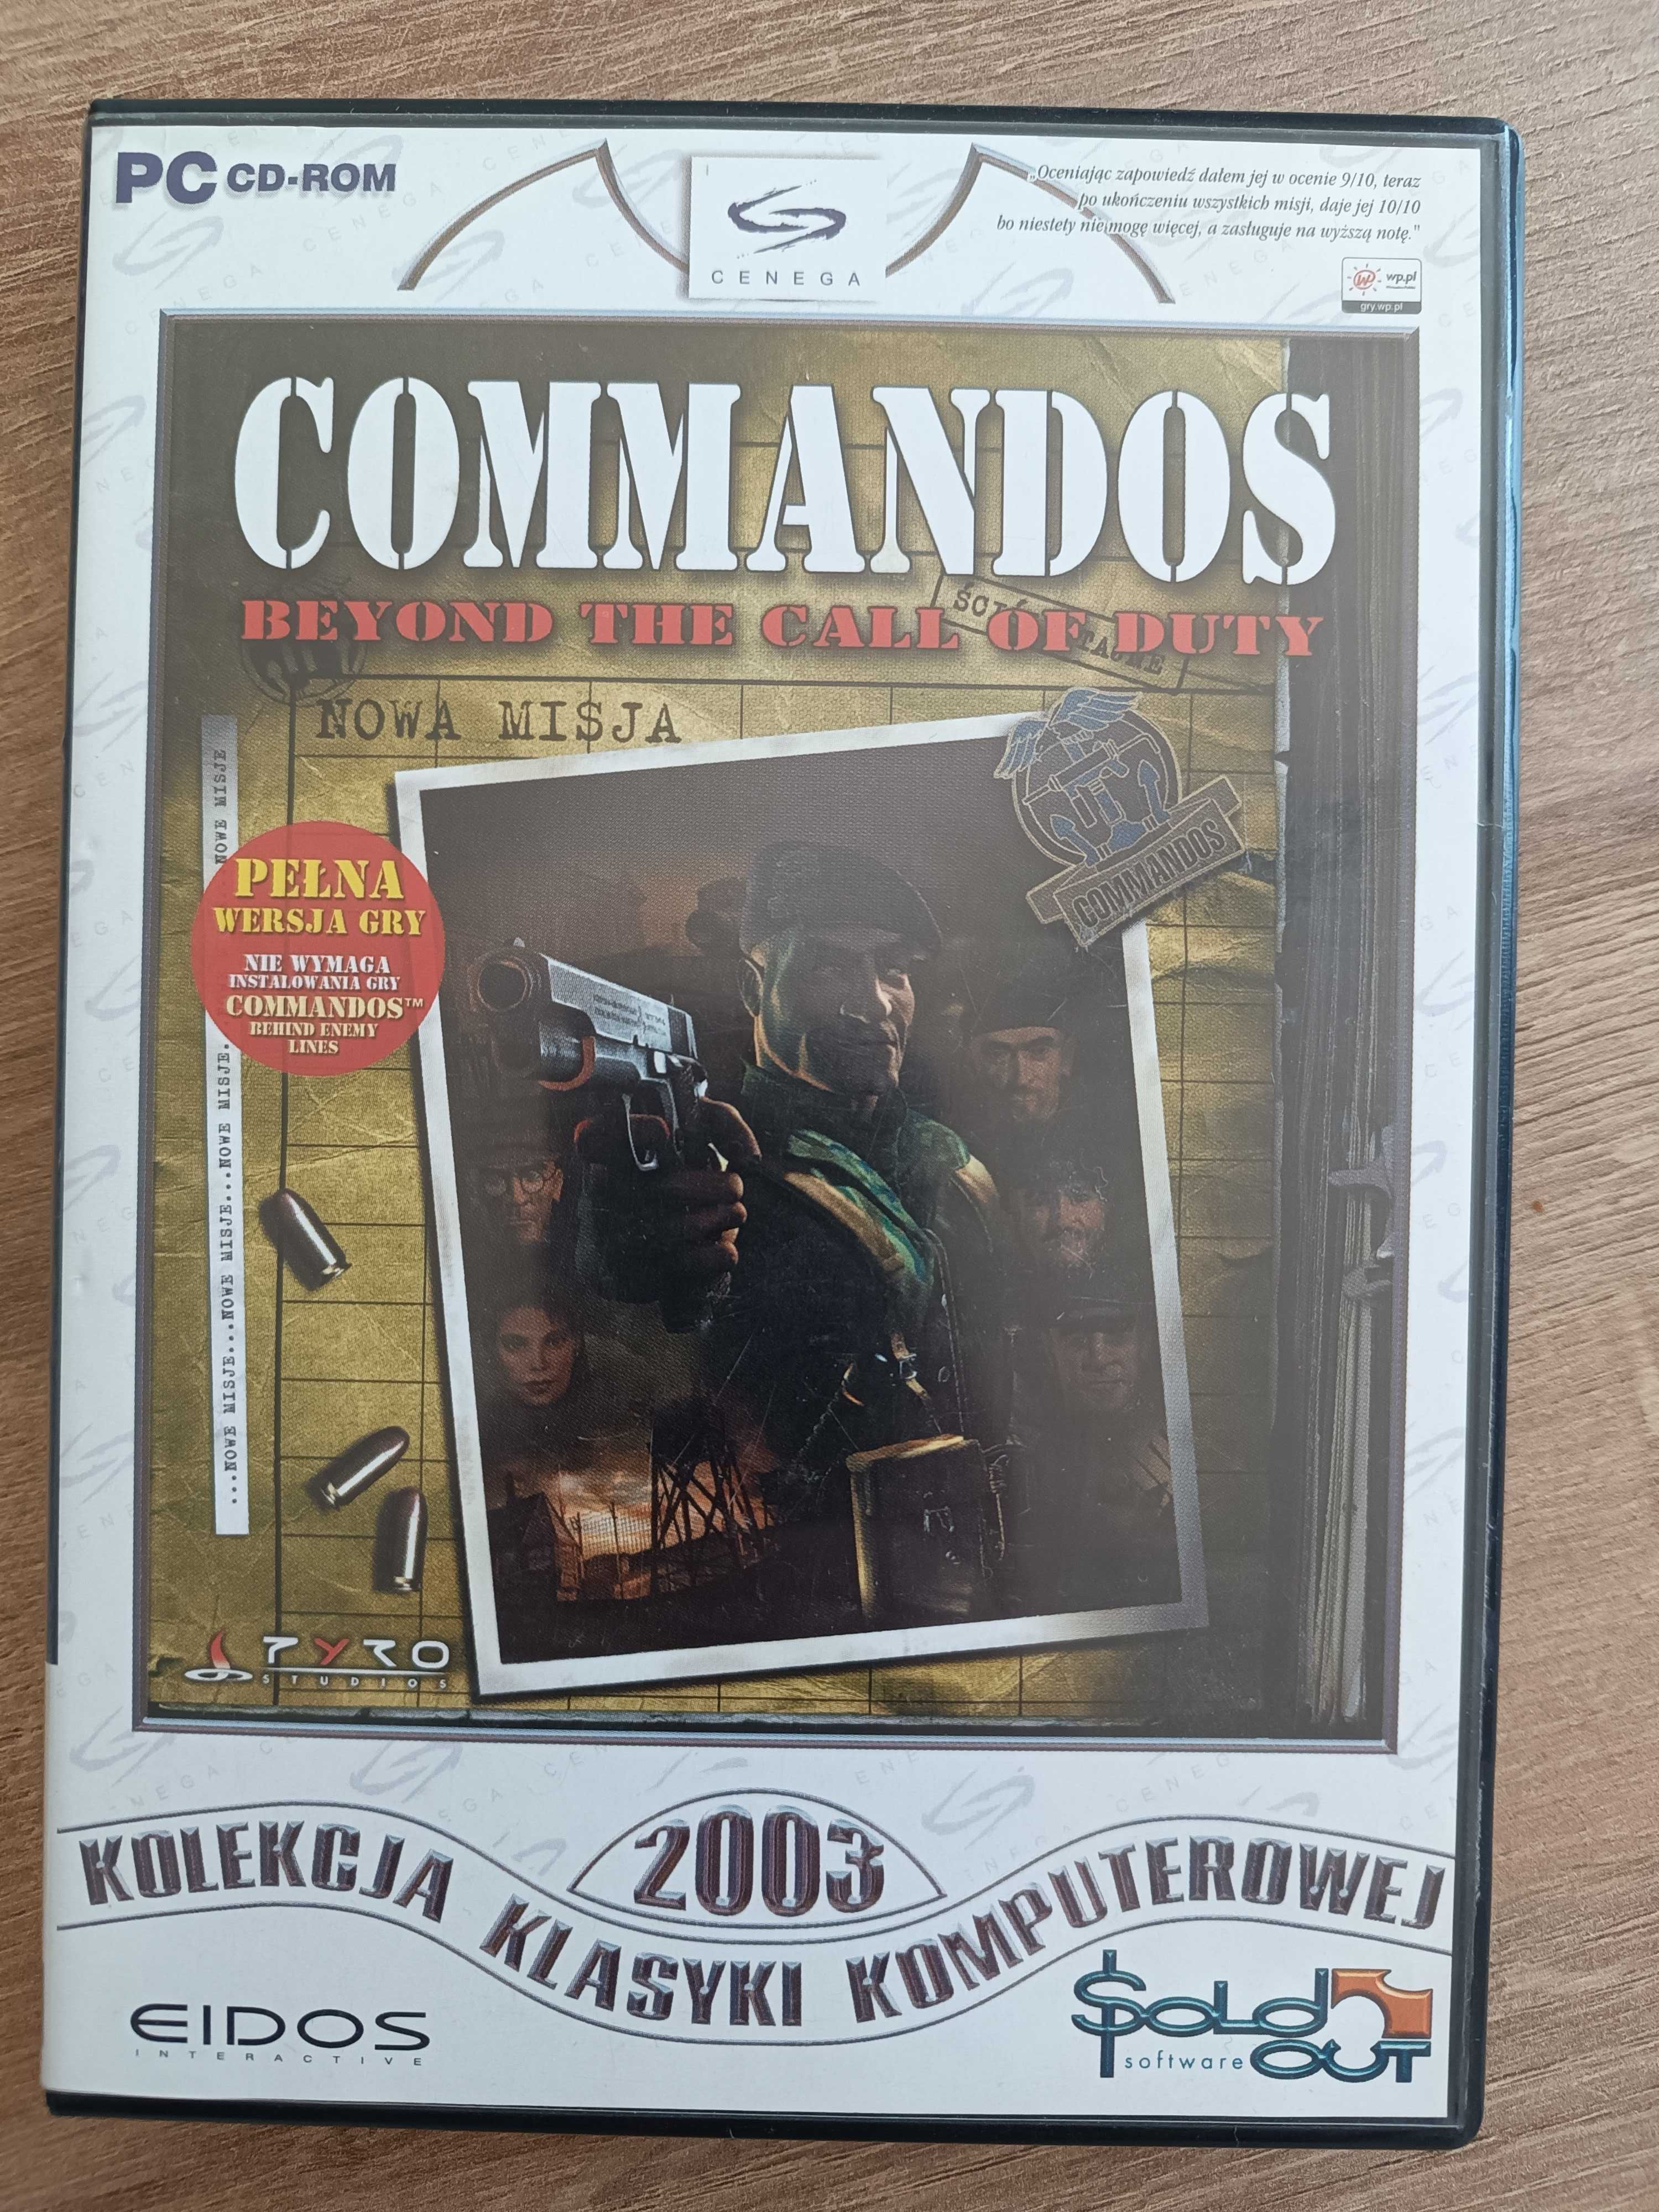 PC CD-ROM
CENEGA
„Oceniając zapowiedź dałem jej w ocenie 9/10, teraz
po ukończeniu wszystkich misji, daje jej 10/10
bo niestety nie mogę więcej, a zasługuje na wyższą notę."
wp.pl
gry.wp.pl
COMMANDOS
BEYOND THE CALL OF DUTY
NOWA MISJA
COMMANDOS
PEŁNA
WERSJA GRY
NIE WYMAGA
INSTALOWANIA GRY
COMMANDOS™
BEHIND ENEMY
LINES
...NOWE MISJE...NOWE MISJE...NOWE MISJE. NOWE MISJE
PYRO
STUDIOS
2003
KOLEKCJA KLASYKI KOMPUTEROWEJ
EIDOS
INTERACTIVE
SOLD
OUT
software